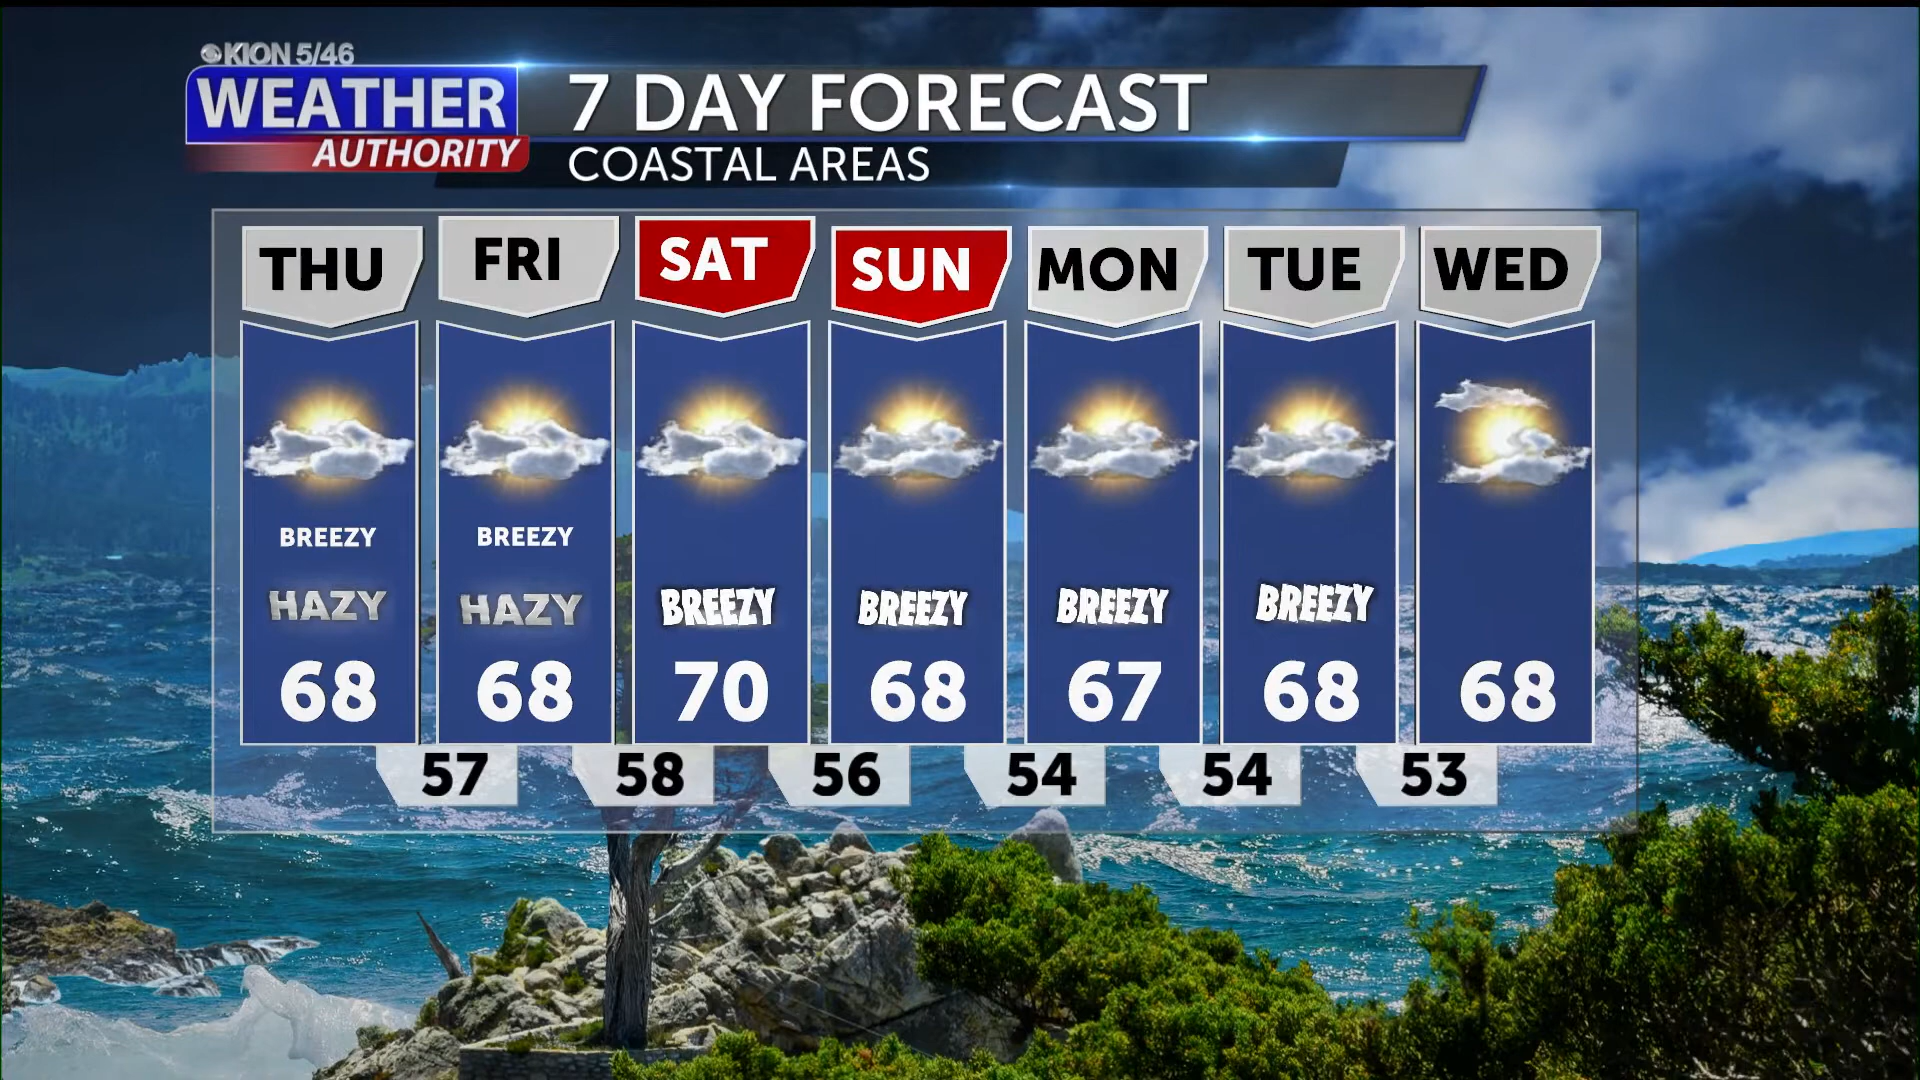 KION 5/46
WEATHER
AUTHORITY
7 DAY FORECAST
COASTAL AREAS
THU FRI SAT SUN MON TUE WED
BREEZY BREEZY
HAZY HAZY BREEZY BREEZY BREEZY BREEZY
68 68 70 68 67 68 68
57 58 56 54 54 53